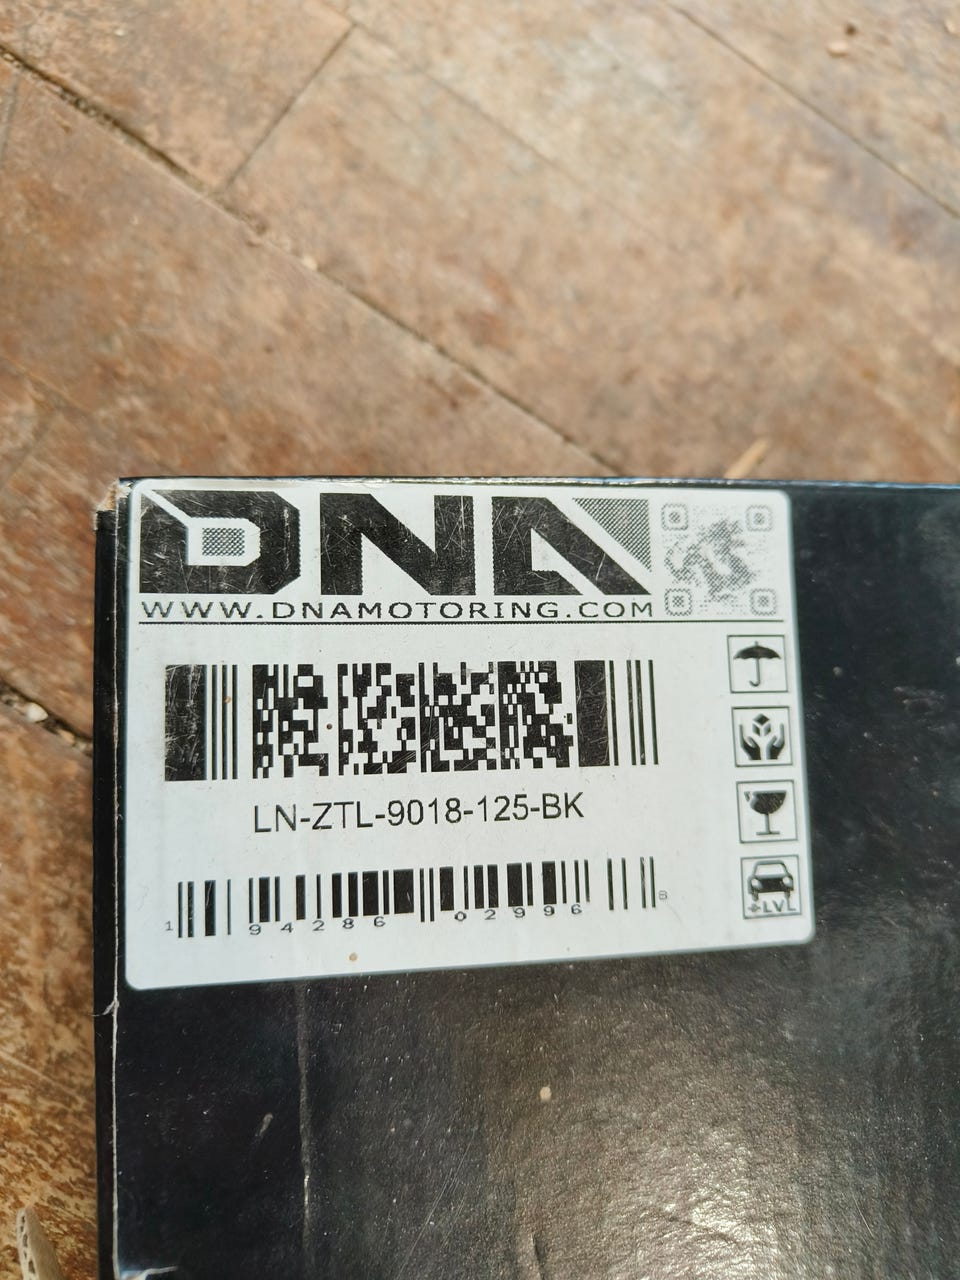 DNA
WWW.DNAMOTORING.COM
LN-ZTL-9018-125-BK
1 94286 02996 8
+LVL